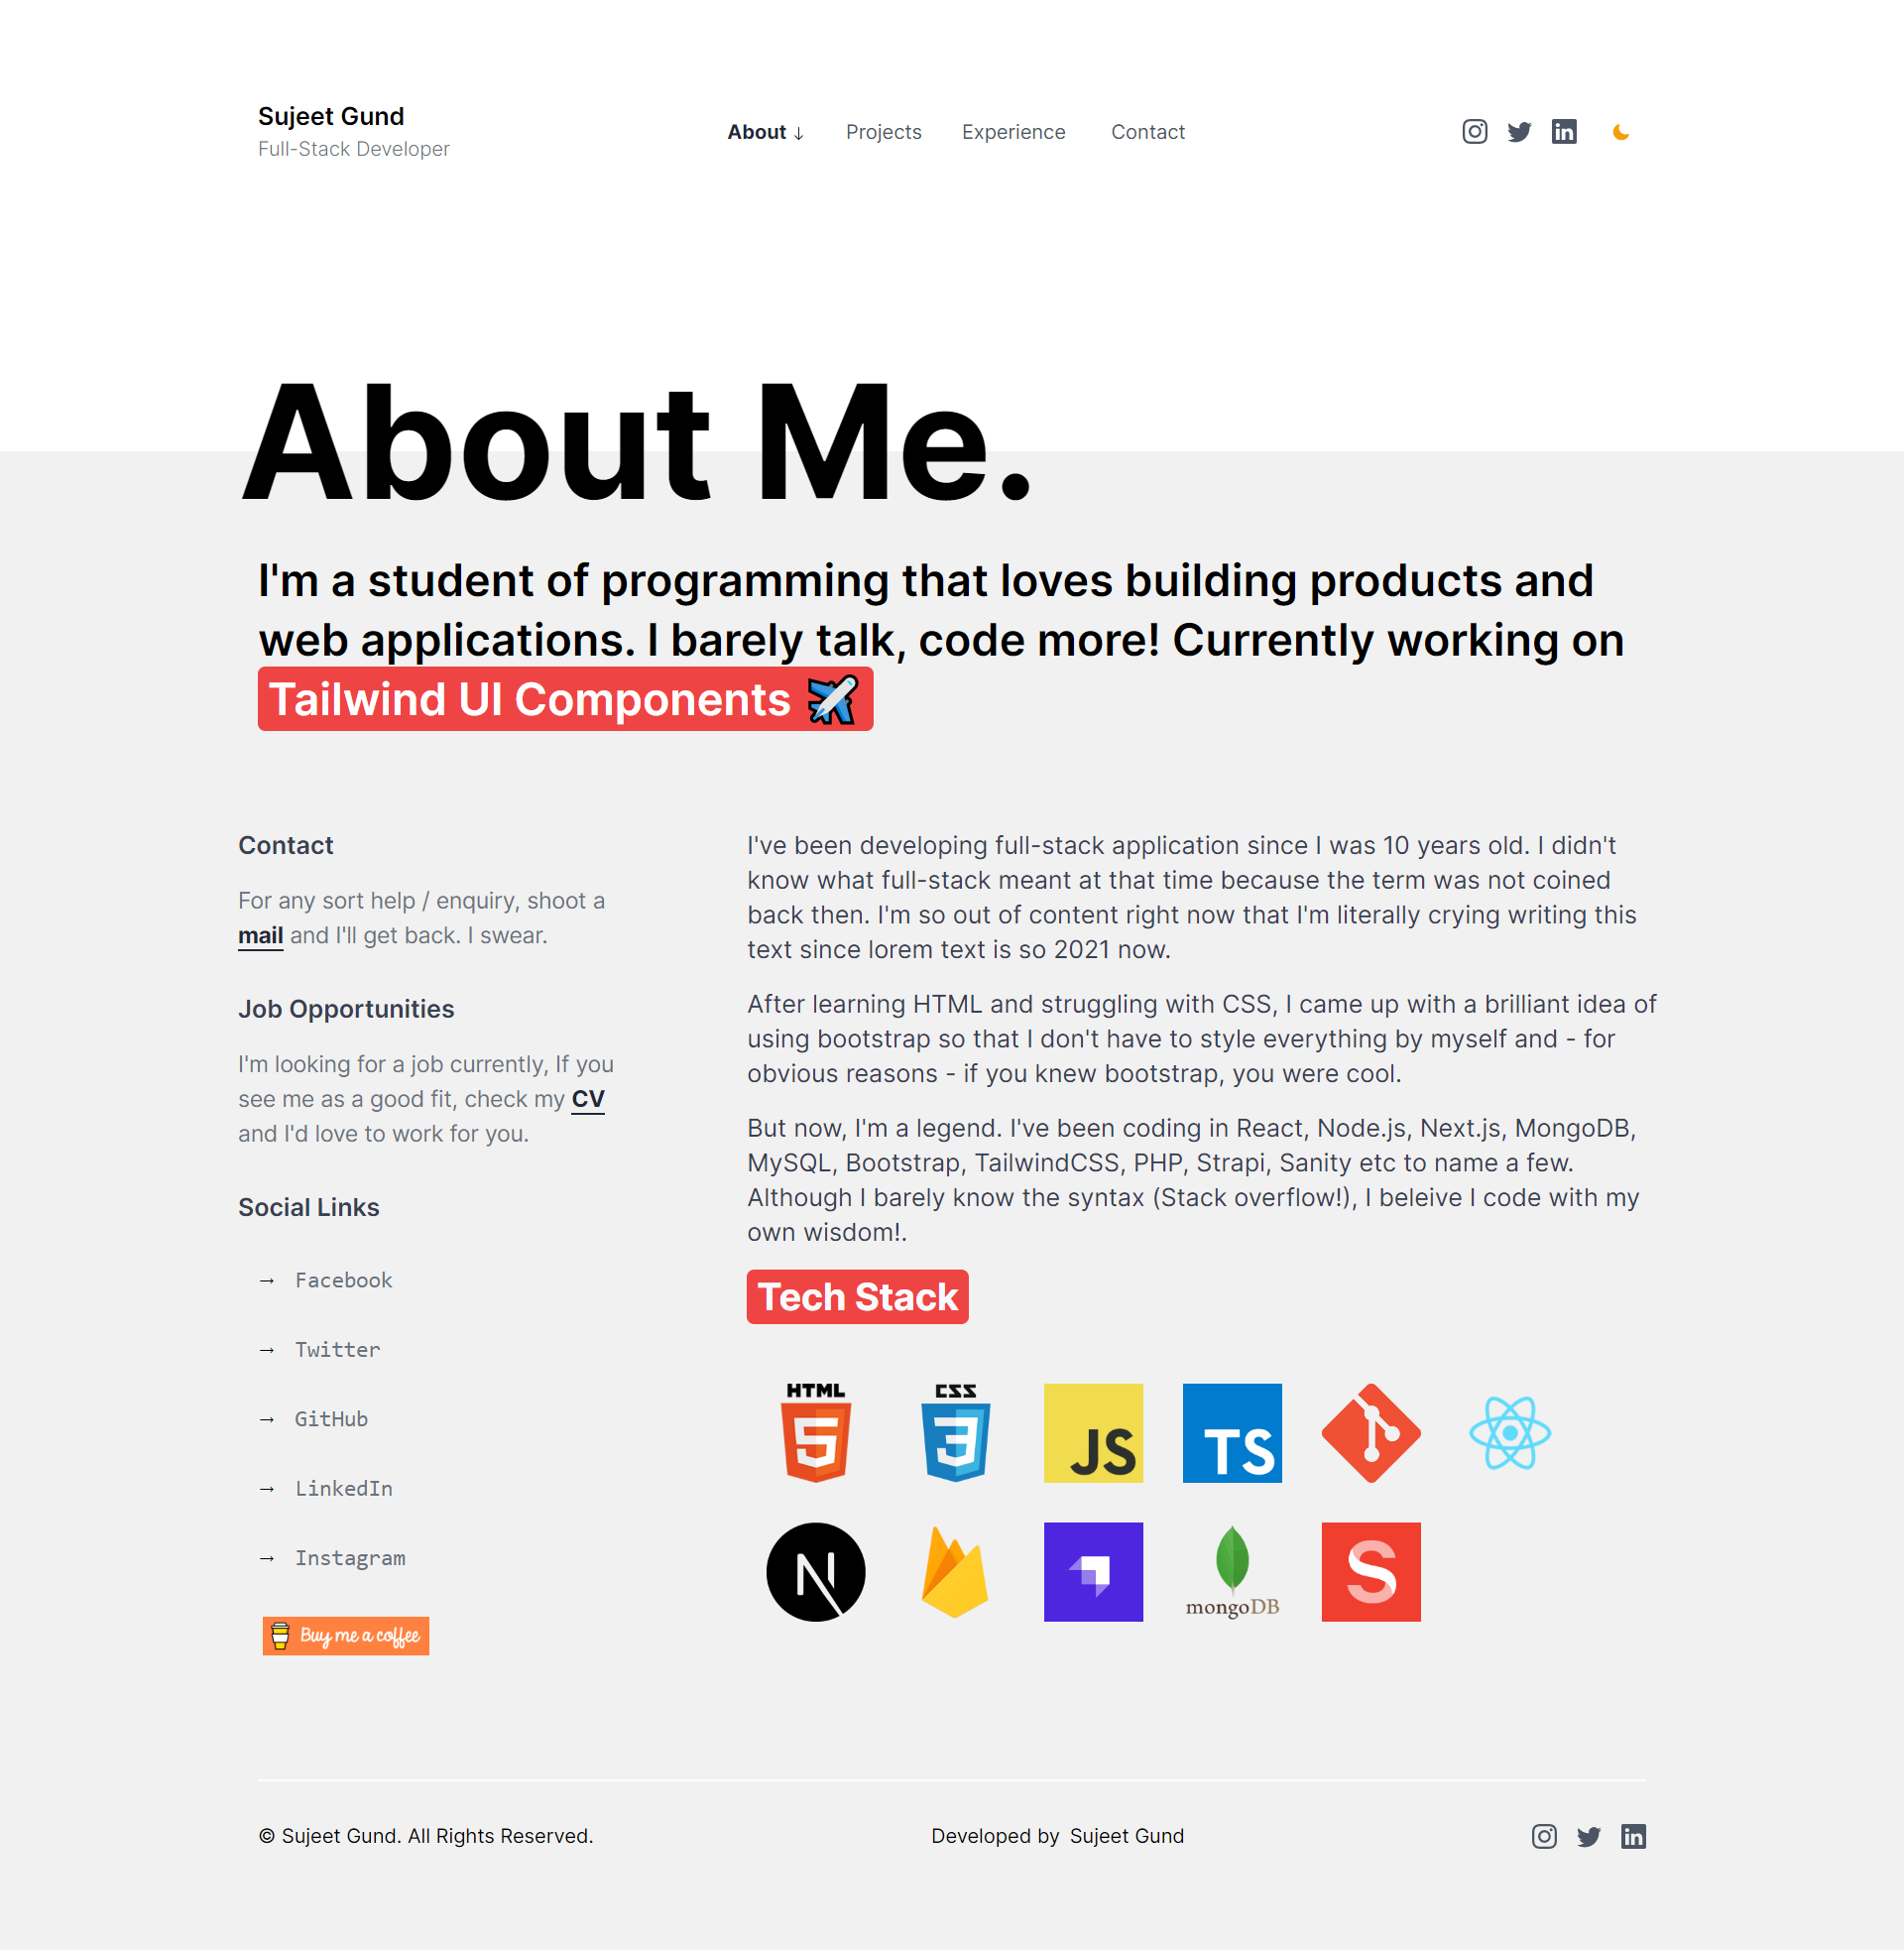 Sujeet Gund
Full-Stack Developer
About ↓ Projects Experience Contact
About Me.
I'm a student of programming that loves building products and
web applications. I barely talk, code more! Currently working on
Tailwind UI Components ✈️
Contact
For any sort help / enquiry, shoot a
mail and I'll get back. I swear.
Job Opportunities
I'm looking for a job currently, If you
see me as a good fit, check my CV
and I'd love to work for you.
Social Links
→ Facebook
→ Twitter
→ GitHub
→ LinkedIn
→ Instagram
Buy me a coffee
I've been developing full-stack application since I was 10 years old. I didn't
know what full-stack meant at that time because the term was not coined
back then. I'm so out of content right now that I'm literally crying writing this
text since lorem text is so 2021 now.
After learning HTML and struggling with CSS, I came up with a brilliant idea of
using bootstrap so that I don't have to style everything by myself and - for
obvious reasons - if you knew bootstrap, you were cool.
But now, I'm a legend. I've been coding in React, Node.js, Next.js, MongoDB,
MySQL, Bootstrap, TailwindCSS, PHP, Strapi, Sanity etc to name a few.
Although I barely know the syntax (Stack overflow!), I beleive I code with my
own wisdom!.
Tech Stack
HTML 5 CSS 3 JS TS
N mongoDB S
© Sujeet Gund. All Rights Reserved.
Developed by Sujeet Gund